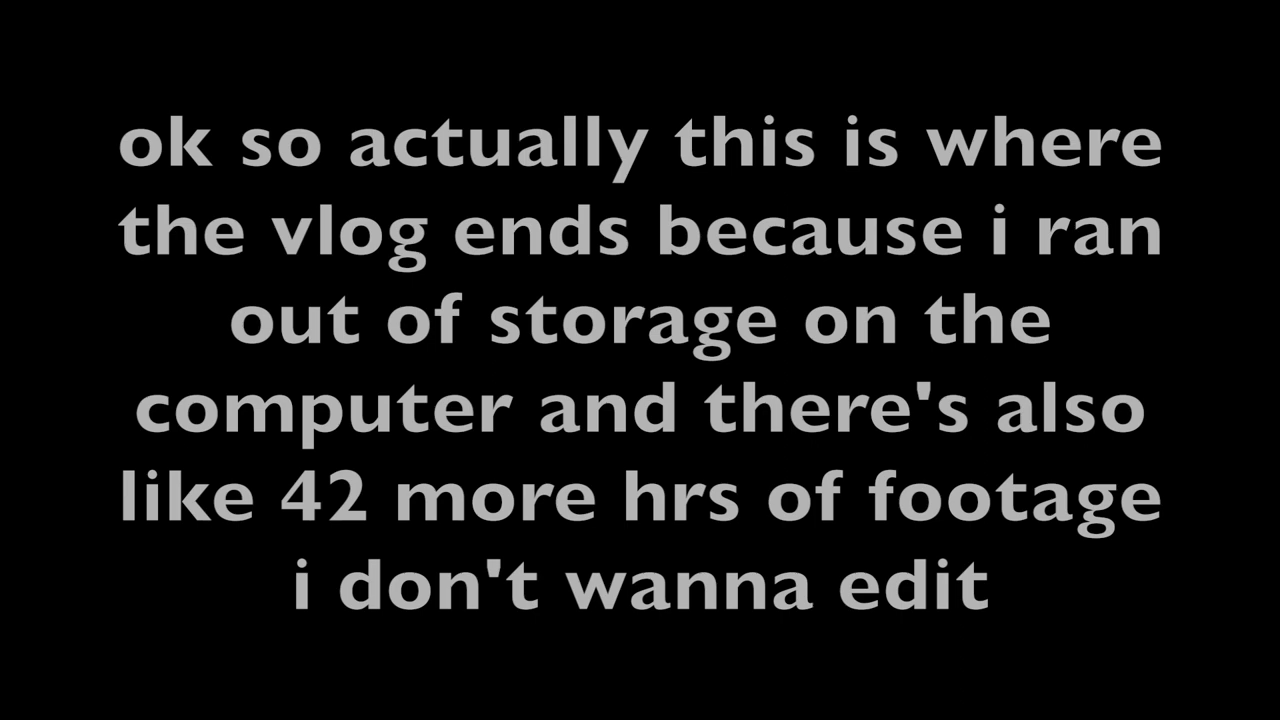 ok so actually this is where
the vlog ends because i ran
out of storage on the
computer and there's also
like 42 more hrs of footage
i don't wanna edit